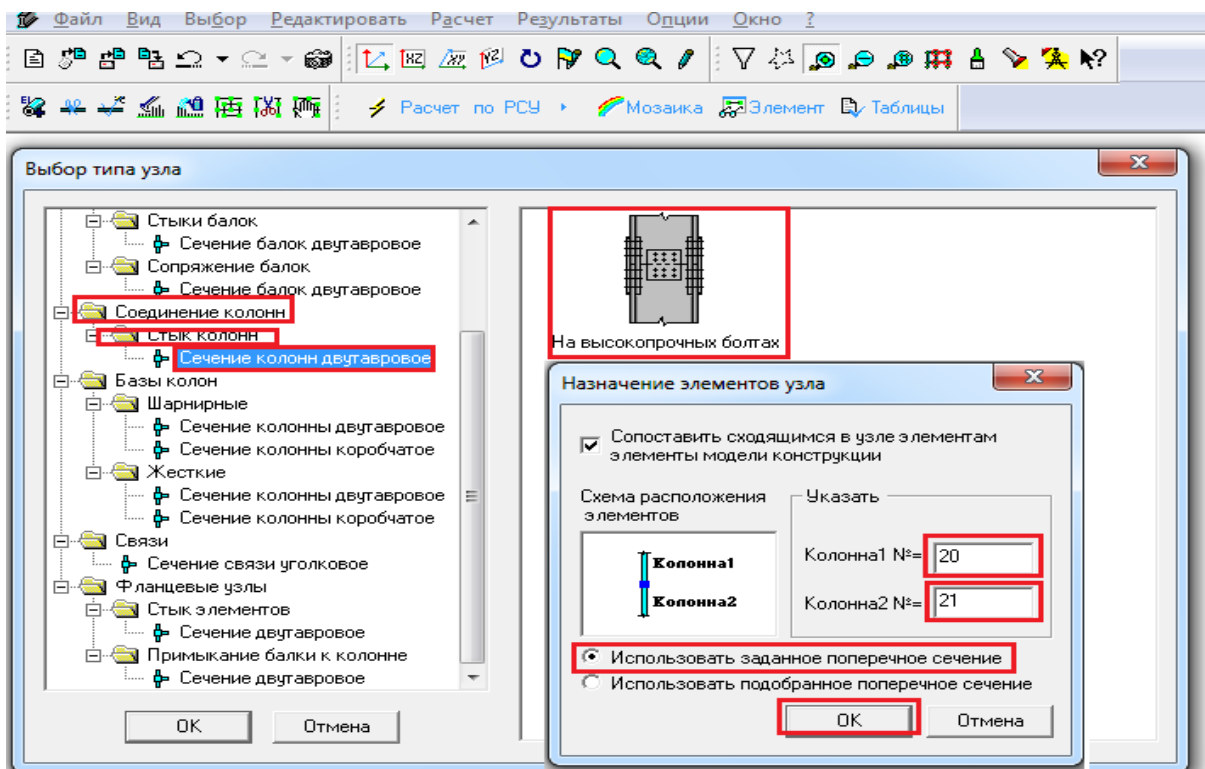 Файл Вид Выбор Редактировать Расчет Результаты Опции Окно ?
Расчет по РСУ Мозаика Элемент Таблицы
Выбор типа узла
Стыки балок
Сечение балок двутавровое
Сопряжение балок
Сечение балок двутавровое
Соединение колонн
Стык колонн
Сечение колонн двутавровое
Базы колон
Шарнирные
Сечение колонны двутавровое
Сечение колонны коробчатое
Жесткие
Сечение колонны двутавровое
Сечение колонны коробчатое
Связи
Сечение связи уголковое
Фланцевые узлы
Стык элементов
Сечение двутавровое
Примыкание балки к колонне
Сечение двутавровое
OK Отмена
На высокопрочных болтах
Назначение элементов узла
Сопоставить сходящимся в узле элементам
элементы модели конструкции
Схема расположения
элементов
Колонна1
Колонна2
Указать
Колонна1 №= 20
Колонна2 №= 21
Использовать заданное поперечное сечение
Использовать подобранное поперечное сечение
OK Отмена